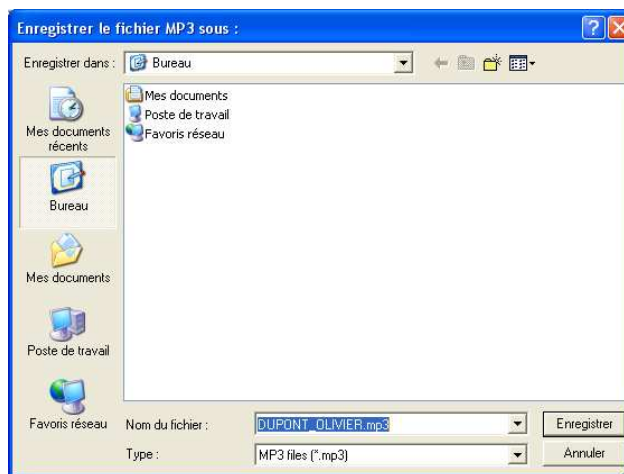 Enregistrer le fichier MP3 sous :
Enregistrer dans :
Bureau
Mes documents
récents
Bureau
Mes documents
Poste de travail
Favoris réseau
Mes documents
Poste de travail
Favoris réseau
Nom du fichier :
DUPONT_OLIVIER.mp3
Enregistrer
Type :
MP3 files (*.mp3)
Annuler